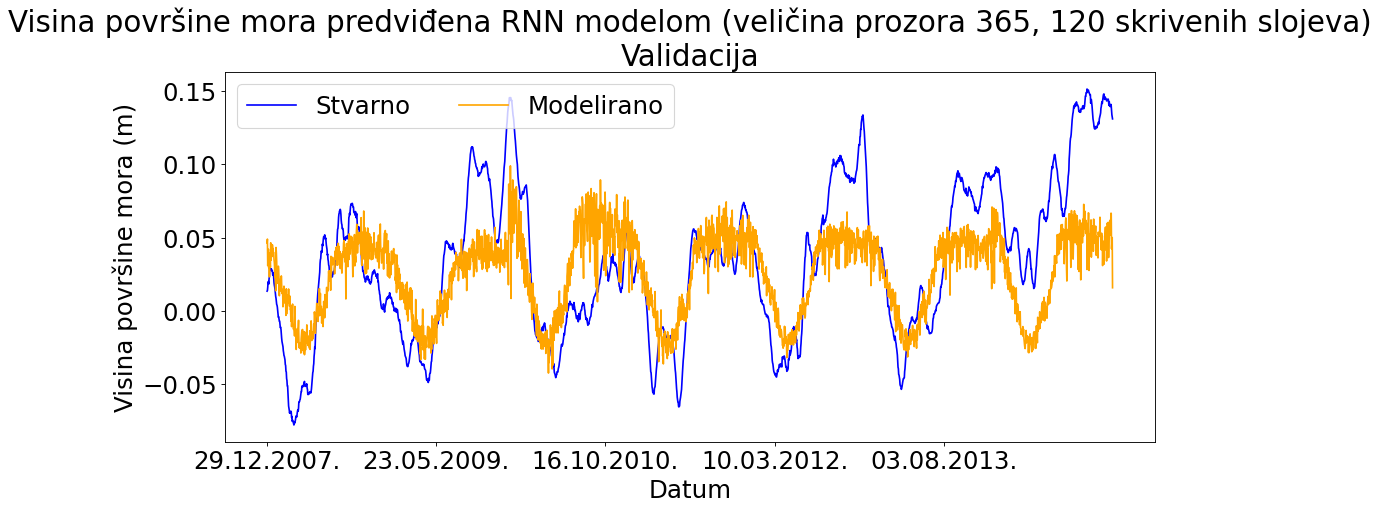 Visina površine mora predviđena RNN modelom (veličina prozora 365, 120 skrivenih slojeva)
Validacija
Stvarno
Modelirano
Visina površine mora (m)
0.15
0.10
0.05
0.00
−0.05
29.12.2007.
23.05.2009.
16.10.2010.
10.03.2012.
03.08.2013.
Datum